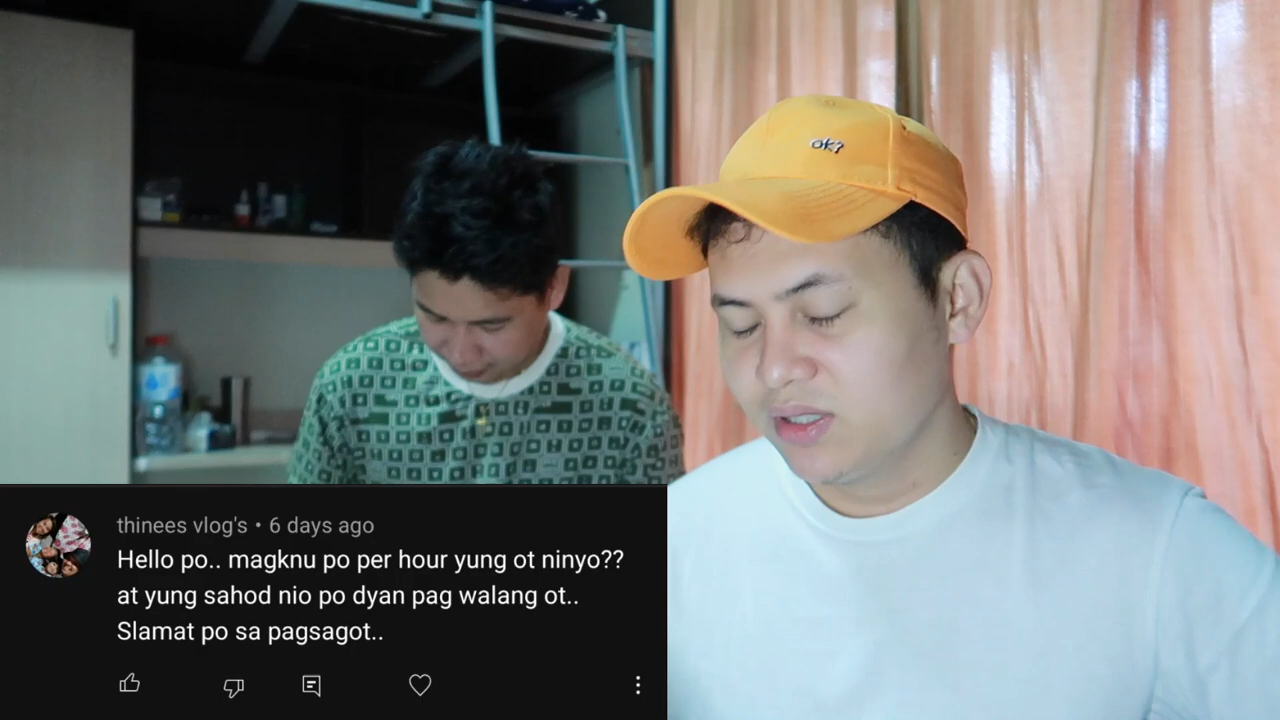 ok?
thinees vlog's • 6 days ago
Hello po.. magknu po per hour yung ot ninyo??
at yung sahod nio po dyan pag walang ot..
Slamat po sa pagsagot..